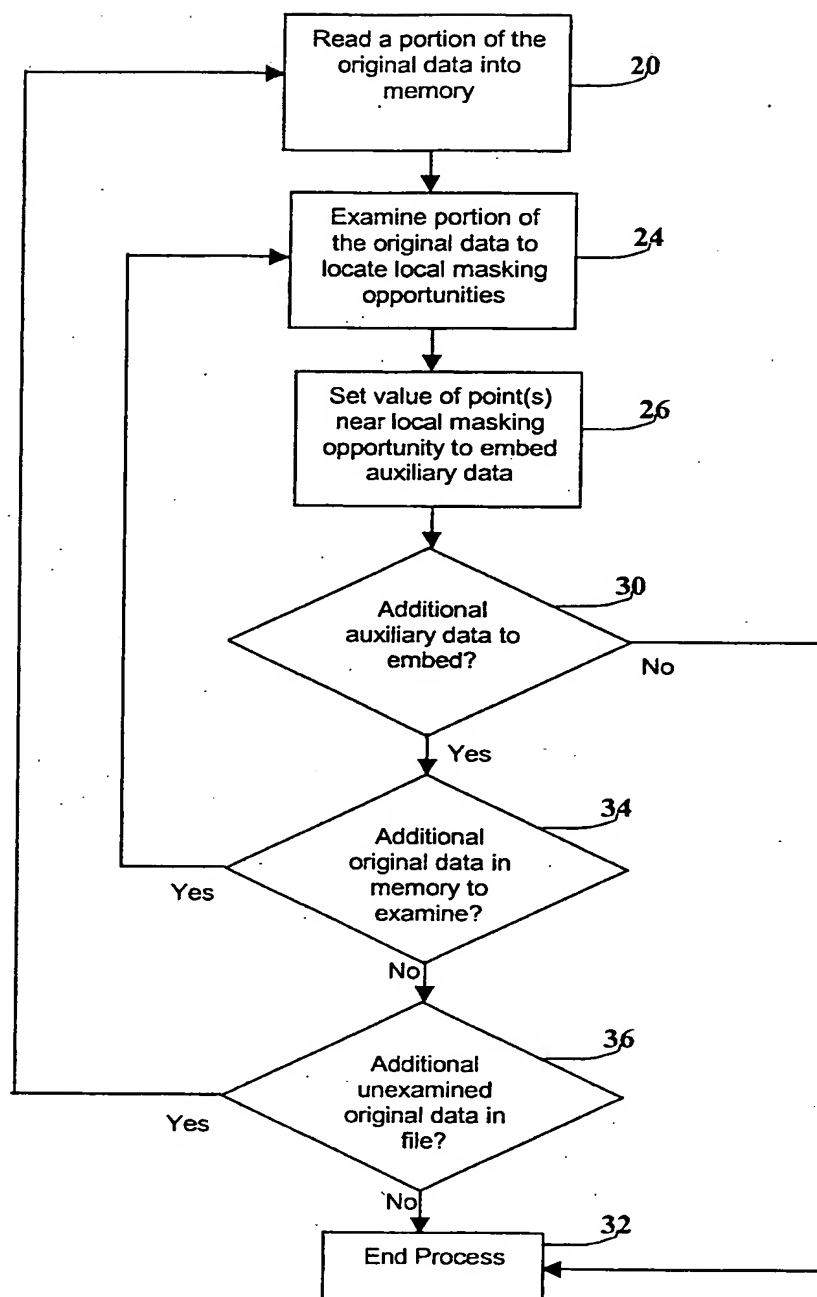 Read a portion of the
original data into
memory
20
Examine portion of
the original data to
locate local masking
opportunities
24
Set value of point(s)
near local masking
opportunity to embed
auxiliary data
26
Additional
auxiliary data to
embed?
30
No
Yes
Additional
original data in
memory to
examine?
34
Yes
No
Additional
unexamined
original data in
file?
36
Yes
No
End Process
32